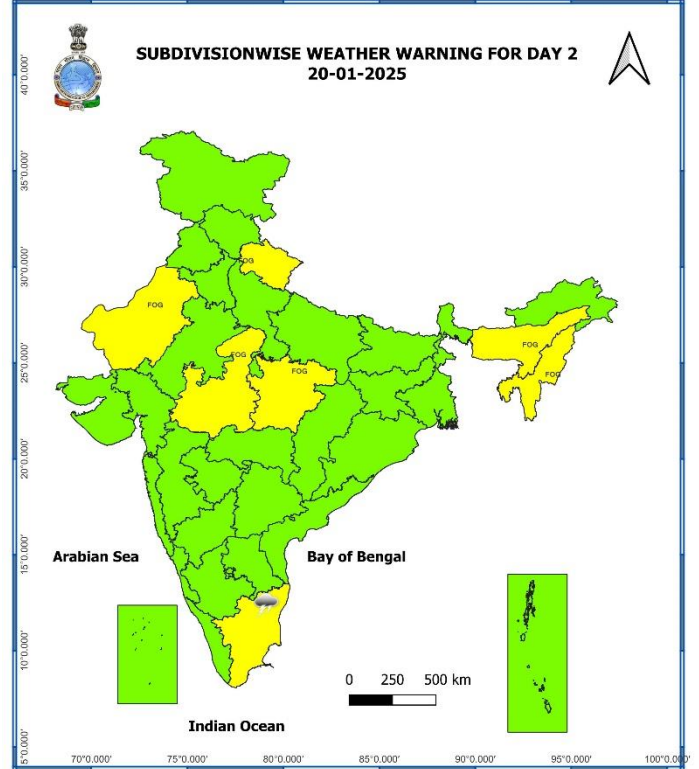 SUBDIVISIONWISE WEATHER WARNING FOR DAY 2
20-01-2025
40°0.000'
35°0.000'
30°0.000'
25°0.000'
20°0.000'
15°0.000'
10°0.000'
5°0.000'
FOG
FOG
FOG
FOG
FOG
FOG
Arabian Sea
Bay of Bengal
0 250 500 km
Indian Ocean
70°0.000' 75°0.000' 80°0.000' 85°0.000' 90°0.000' 95°0.000' 100°0.000'